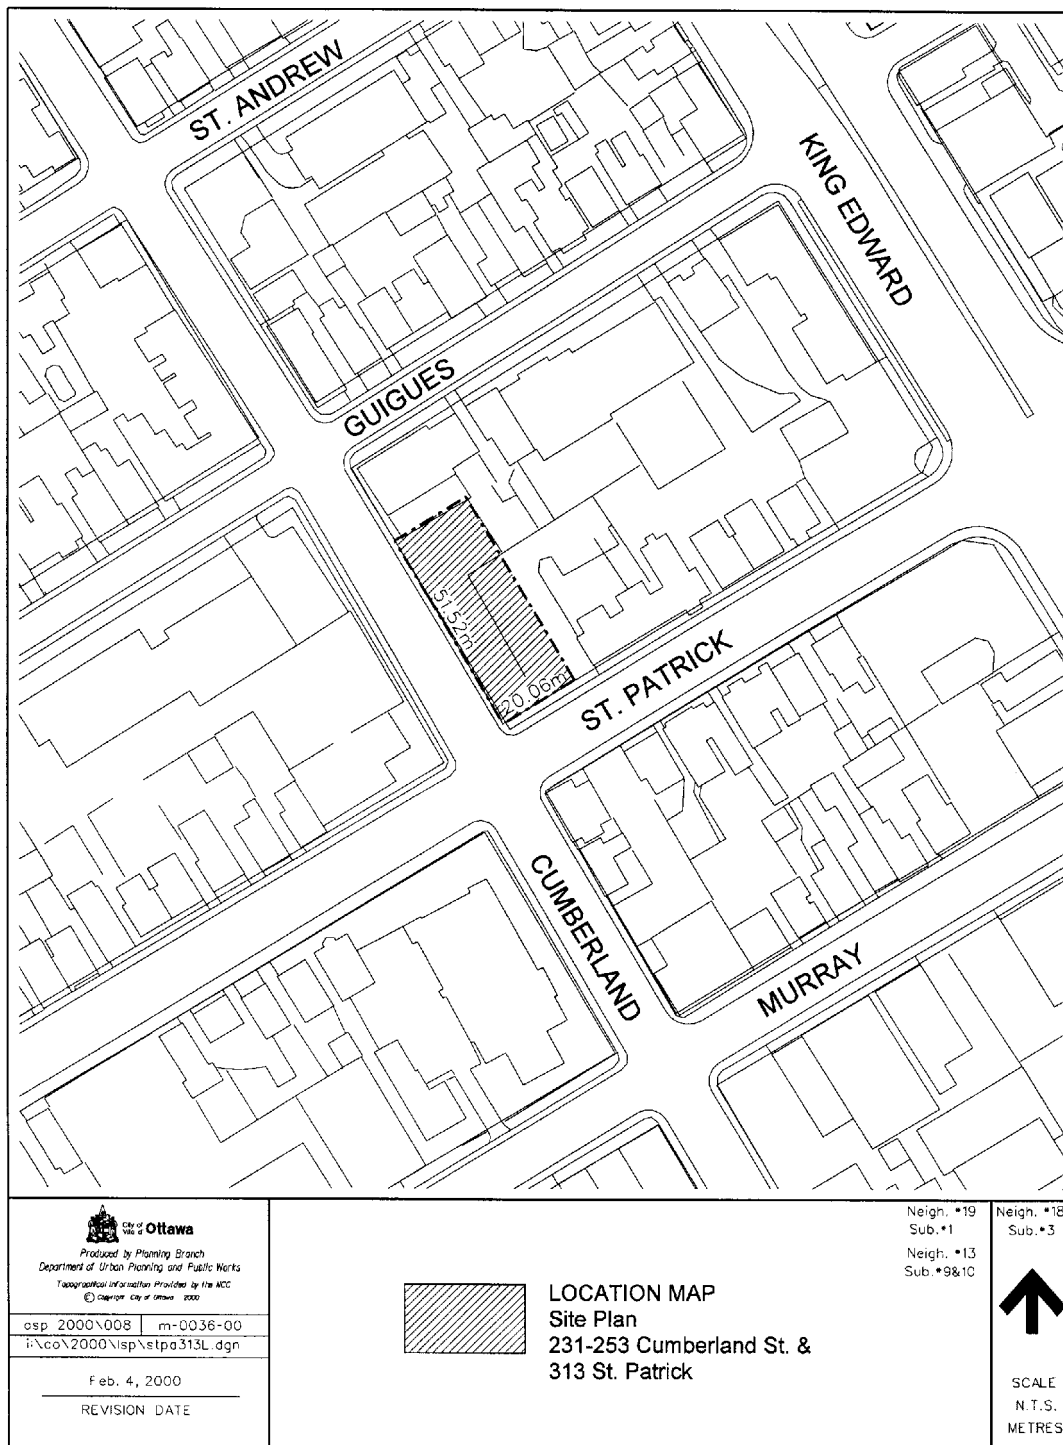 ST. ANDREW
KING EDWARD
GUIGUES
51.52m
20.06m
ST. PATRICK
CUMBERLAND
MURRAY
City of
Ville d'
Ottawa
Produced by Planning Branch
Department of Urban Planning and Public Works
Topographical Information Provided by the NCC
© Copyright City of Ottawa 2000
osp 2000\008
m-0036-00
i:\co\2000\lsp\stpa313L.dgn
Feb. 4, 2000
REVISION DATE
LOCATION MAP
Site Plan
231-253 Cumberland St. &
313 St. Patrick
Neigh. #19
Sub.#1
Neigh. #13
Sub.#9&10
Neigh. #18
Sub.#3
SCALE
N.T.S.
METRES